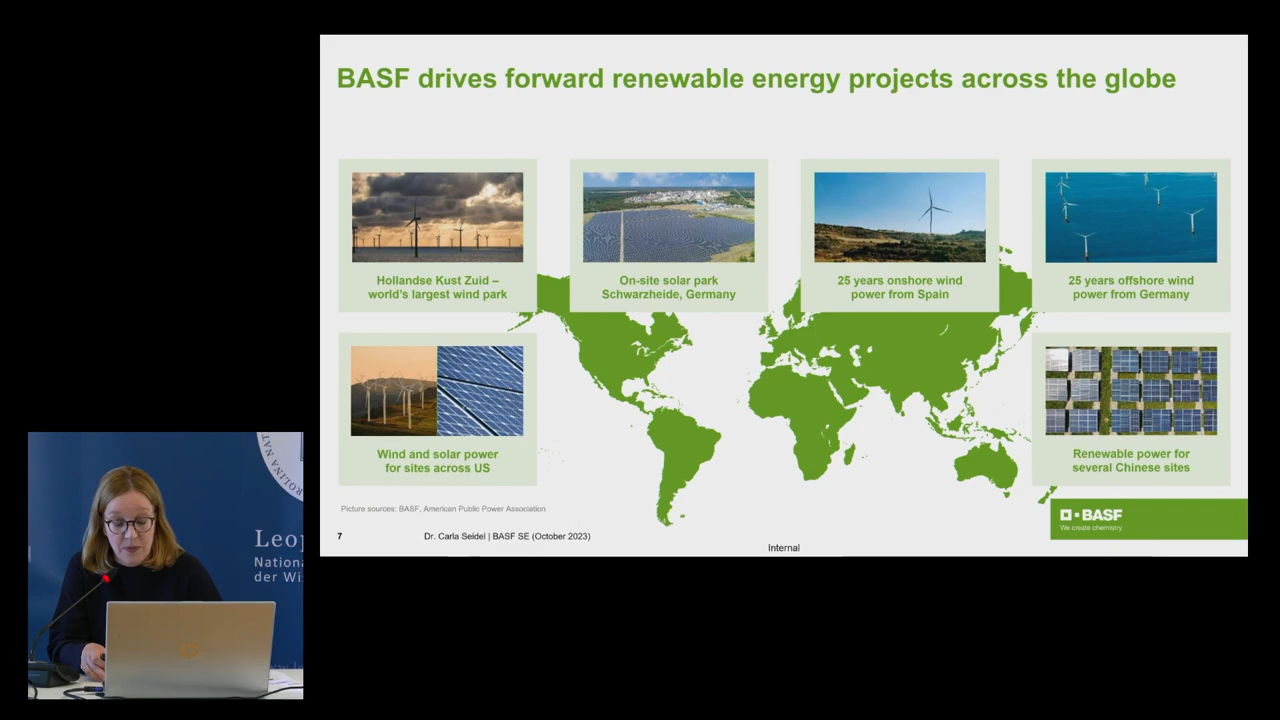 BASF drives forward renewable energy projects across the globe
Hollandse Kust Zuid –
world's largest wind park
On-site solar park
Schwarzheide, Germany
25 years onshore wind
power from Spain
25 years offshore wind
power from Germany
Wind and solar power
for sites across US
Renewable power for
several Chinese sites
Picture sources: BASF, American Public Power Association
7
Dr. Carla Seidel | BASF SE (October 2023)
Internal
BASF
We create chemistry
ROLINA NAT
Leop
Nationa
der Wi